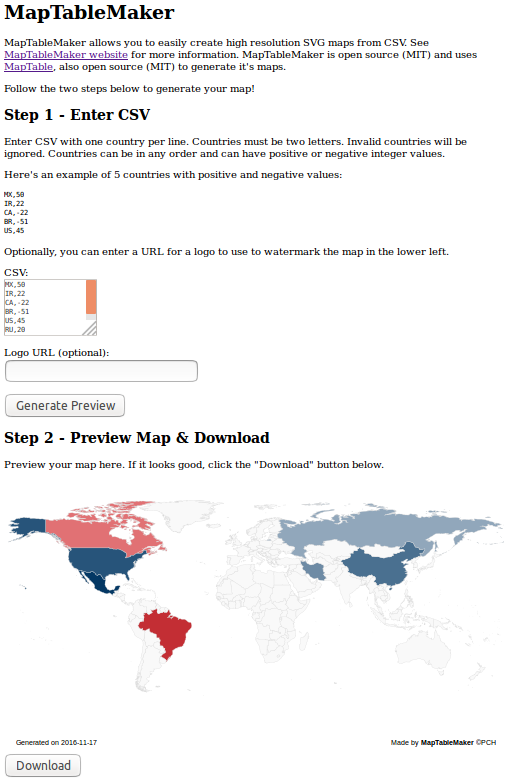 MapTableMaker
MapTableMaker allows you to easily create high resolution SVG maps from CSV. See
MapTableMaker website for more information. MapTableMaker is open source (MIT) and uses
MapTable, also open source (MIT) to generate it's maps.
Follow the two steps below to generate your map!
Step 1 - Enter CSV
Enter CSV with one country per line. Countries must be two letters. Invalid countries will be
ignored. Countries can be in any order and can have positive or negative integer values.
Here's an example of 5 countries with positive and negative values:
MX,50
IR,22
CA,-22
BR,-51
US,45
Optionally, you can enter a URL for a logo to use to watermark the map in the lower left.
CSV:
MX,50
IR,22
CA,-22
BR,-51
US,45
RU,20
Logo URL (optional):
Generate Preview
Step 2 - Preview Map & Download
Preview your map here. If it looks good, click the "Download" button below.
Generated on 2016-11-17
Made by MapTableMaker ©PCH
Download